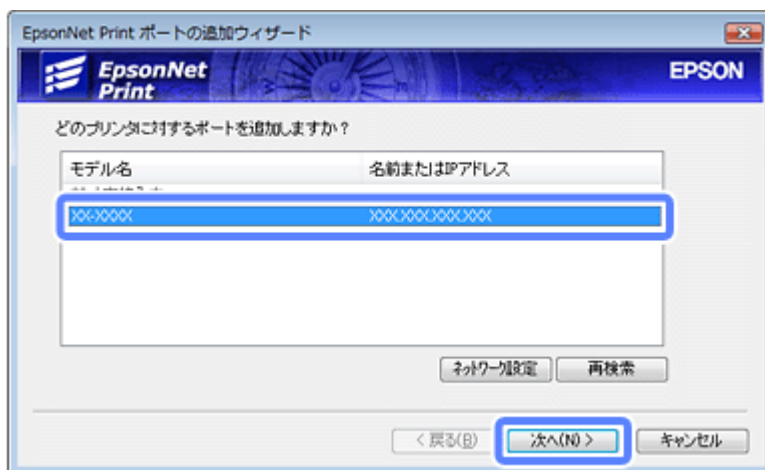 EpsonNet Print ポートの追加ウィザード
EpsonNet
Print
EPSON
どのプリンタに対するポートを追加しますか？
モデル名 名前またはIPアドレス
XX-XXXX XXX.XXX.XXX.XXX
ネットワーク設定 再検索
< 戻る(B) 次へ(N) > キャンセル